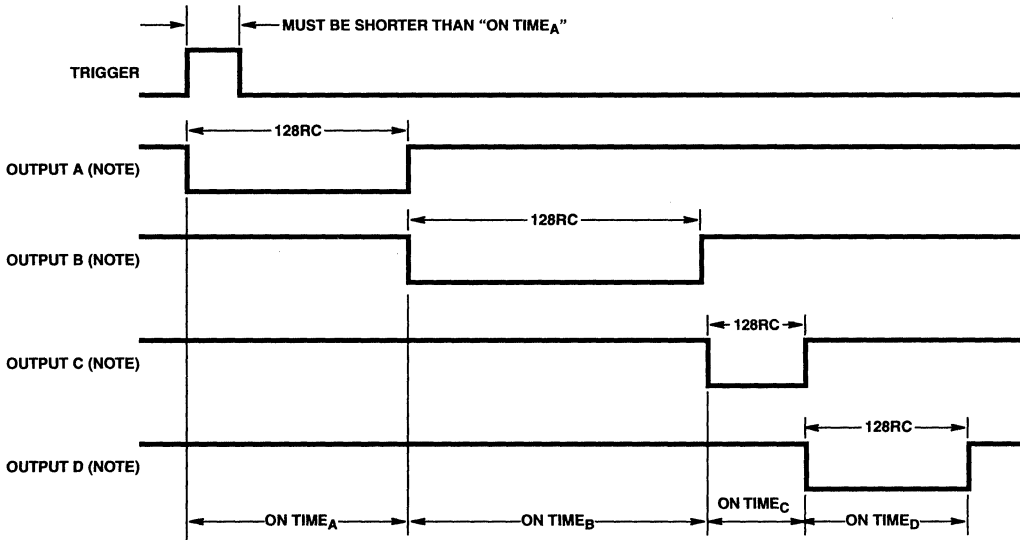 MUST BE SHORTER THAN “ON TIMEA”
TRIGGER
128RC
OUTPUT A (NOTE)
128RC
OUTPUT B (NOTE)
128RC
OUTPUT C (NOTE)
128RC
OUTPUT D (NOTE)
ON TIMEA
ON TIMEB
ON TIMEC
ON TIMED